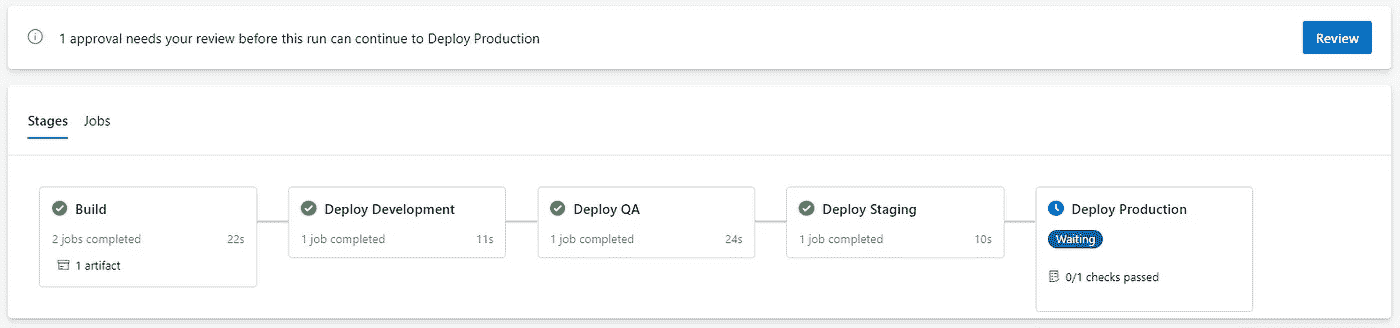 1 approval needs your review before this run can continue to Deploy Production
Review
Stages
Jobs
Build
2 jobs completed
22s
1 artifact
Deploy Development
1 job completed
11s
Deploy QA
1 job completed
24s
Deploy Staging
1 job completed
10s
Deploy Production
Waiting
0/1 checks passed